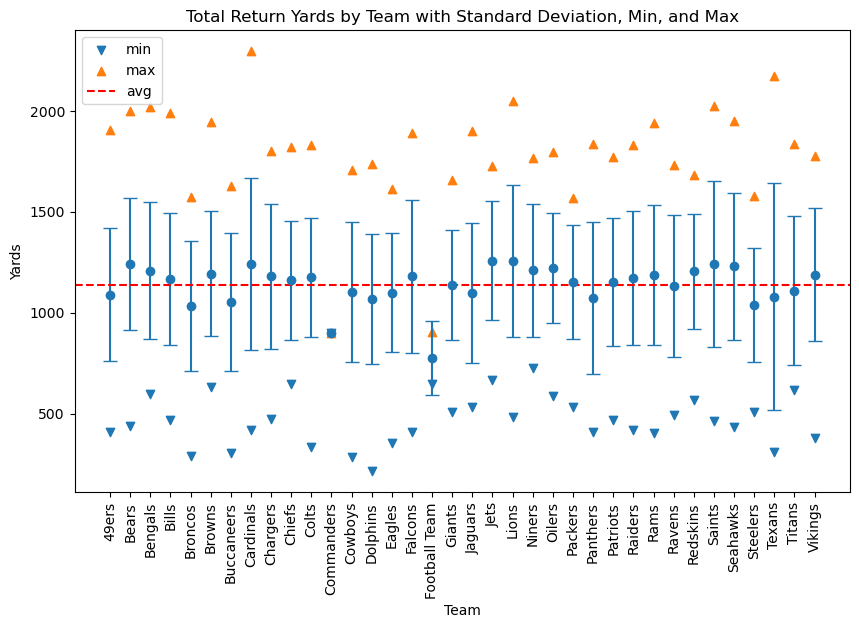 Total Return Yards by Team with Standard Deviation, Min, and Max
min
max
avg
2000
1500
1000
500
Yards
49ers
Bears
Bengals
Bills
Broncos
Browns
Buccaneers
Cardinals
Chargers
Chiefs
Colts
Commanders
Cowboys
Dolphins
Eagles
Falcons
Football Team
Giants
Jaguars
Jets
Lions
Niners
Oilers
Packers
Panthers
Patriots
Raiders
Rams
Ravens
Redskins
Saints
Seahawks
Steelers
Texans
Titans
Vikings
Team